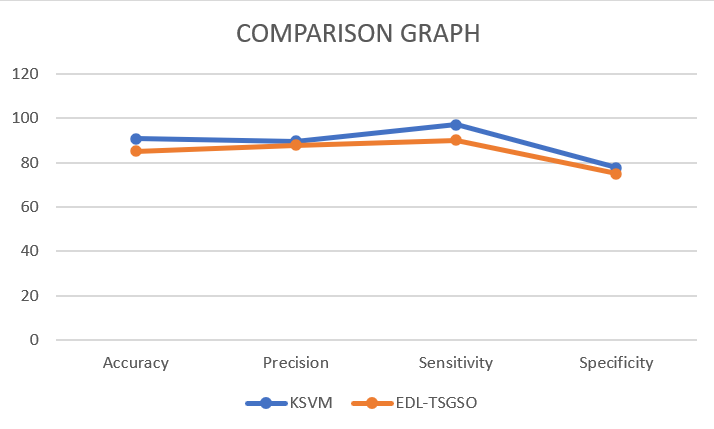 COMPARISON GRAPH
120
100
80
60
40
20
0
Accuracy Precision Sensitivity Specificity
KSVM EDL-TSGSO